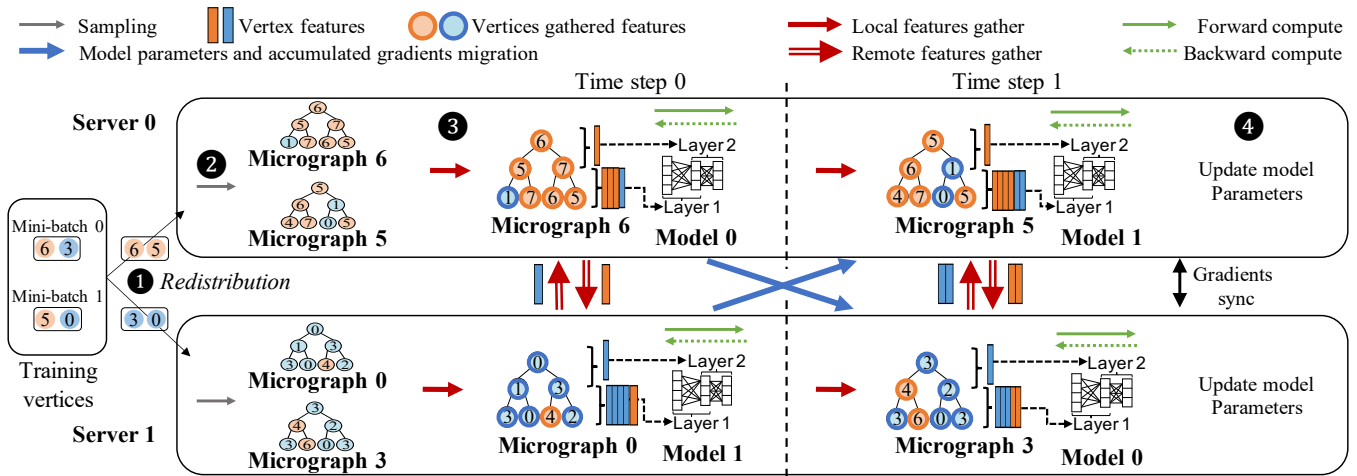 Sampling
Vertex features
Vertices gathered features
Local features gather
Forward compute
Model parameters and accumulated gradients migration
Remote features gather
Backward compute
Time step 0
Time step 1
Server 0
2
6
5 7
1 7 6 5
Micrograph 6
5
6 1
4 7 0 5
Micrograph 5
3
6
5 7
1 7 6 5
Micrograph 6
Layer 2
Layer 1
Model 0
5
6 1
4 7 0 5
Micrograph 5
Layer 2
Layer 1
Model 1
4
Update model
Parameters
Mini-batch 0
6 3
Mini-batch 1
5 0
Training
vertices
6 5
1 Redistribution
3 0
Gradients
sync
Server 1
0
1 3
3 0 4 2
Micrograph 0
3
4 2
3 6 0 3
Micrograph 3
0
1 3
3 0 4 2
Micrograph 0
Layer 2
Layer 1
Model 1
3
4 2
3 6 0 3
Micrograph 3
Layer 2
Layer 1
Model 0
Update model
Parameters